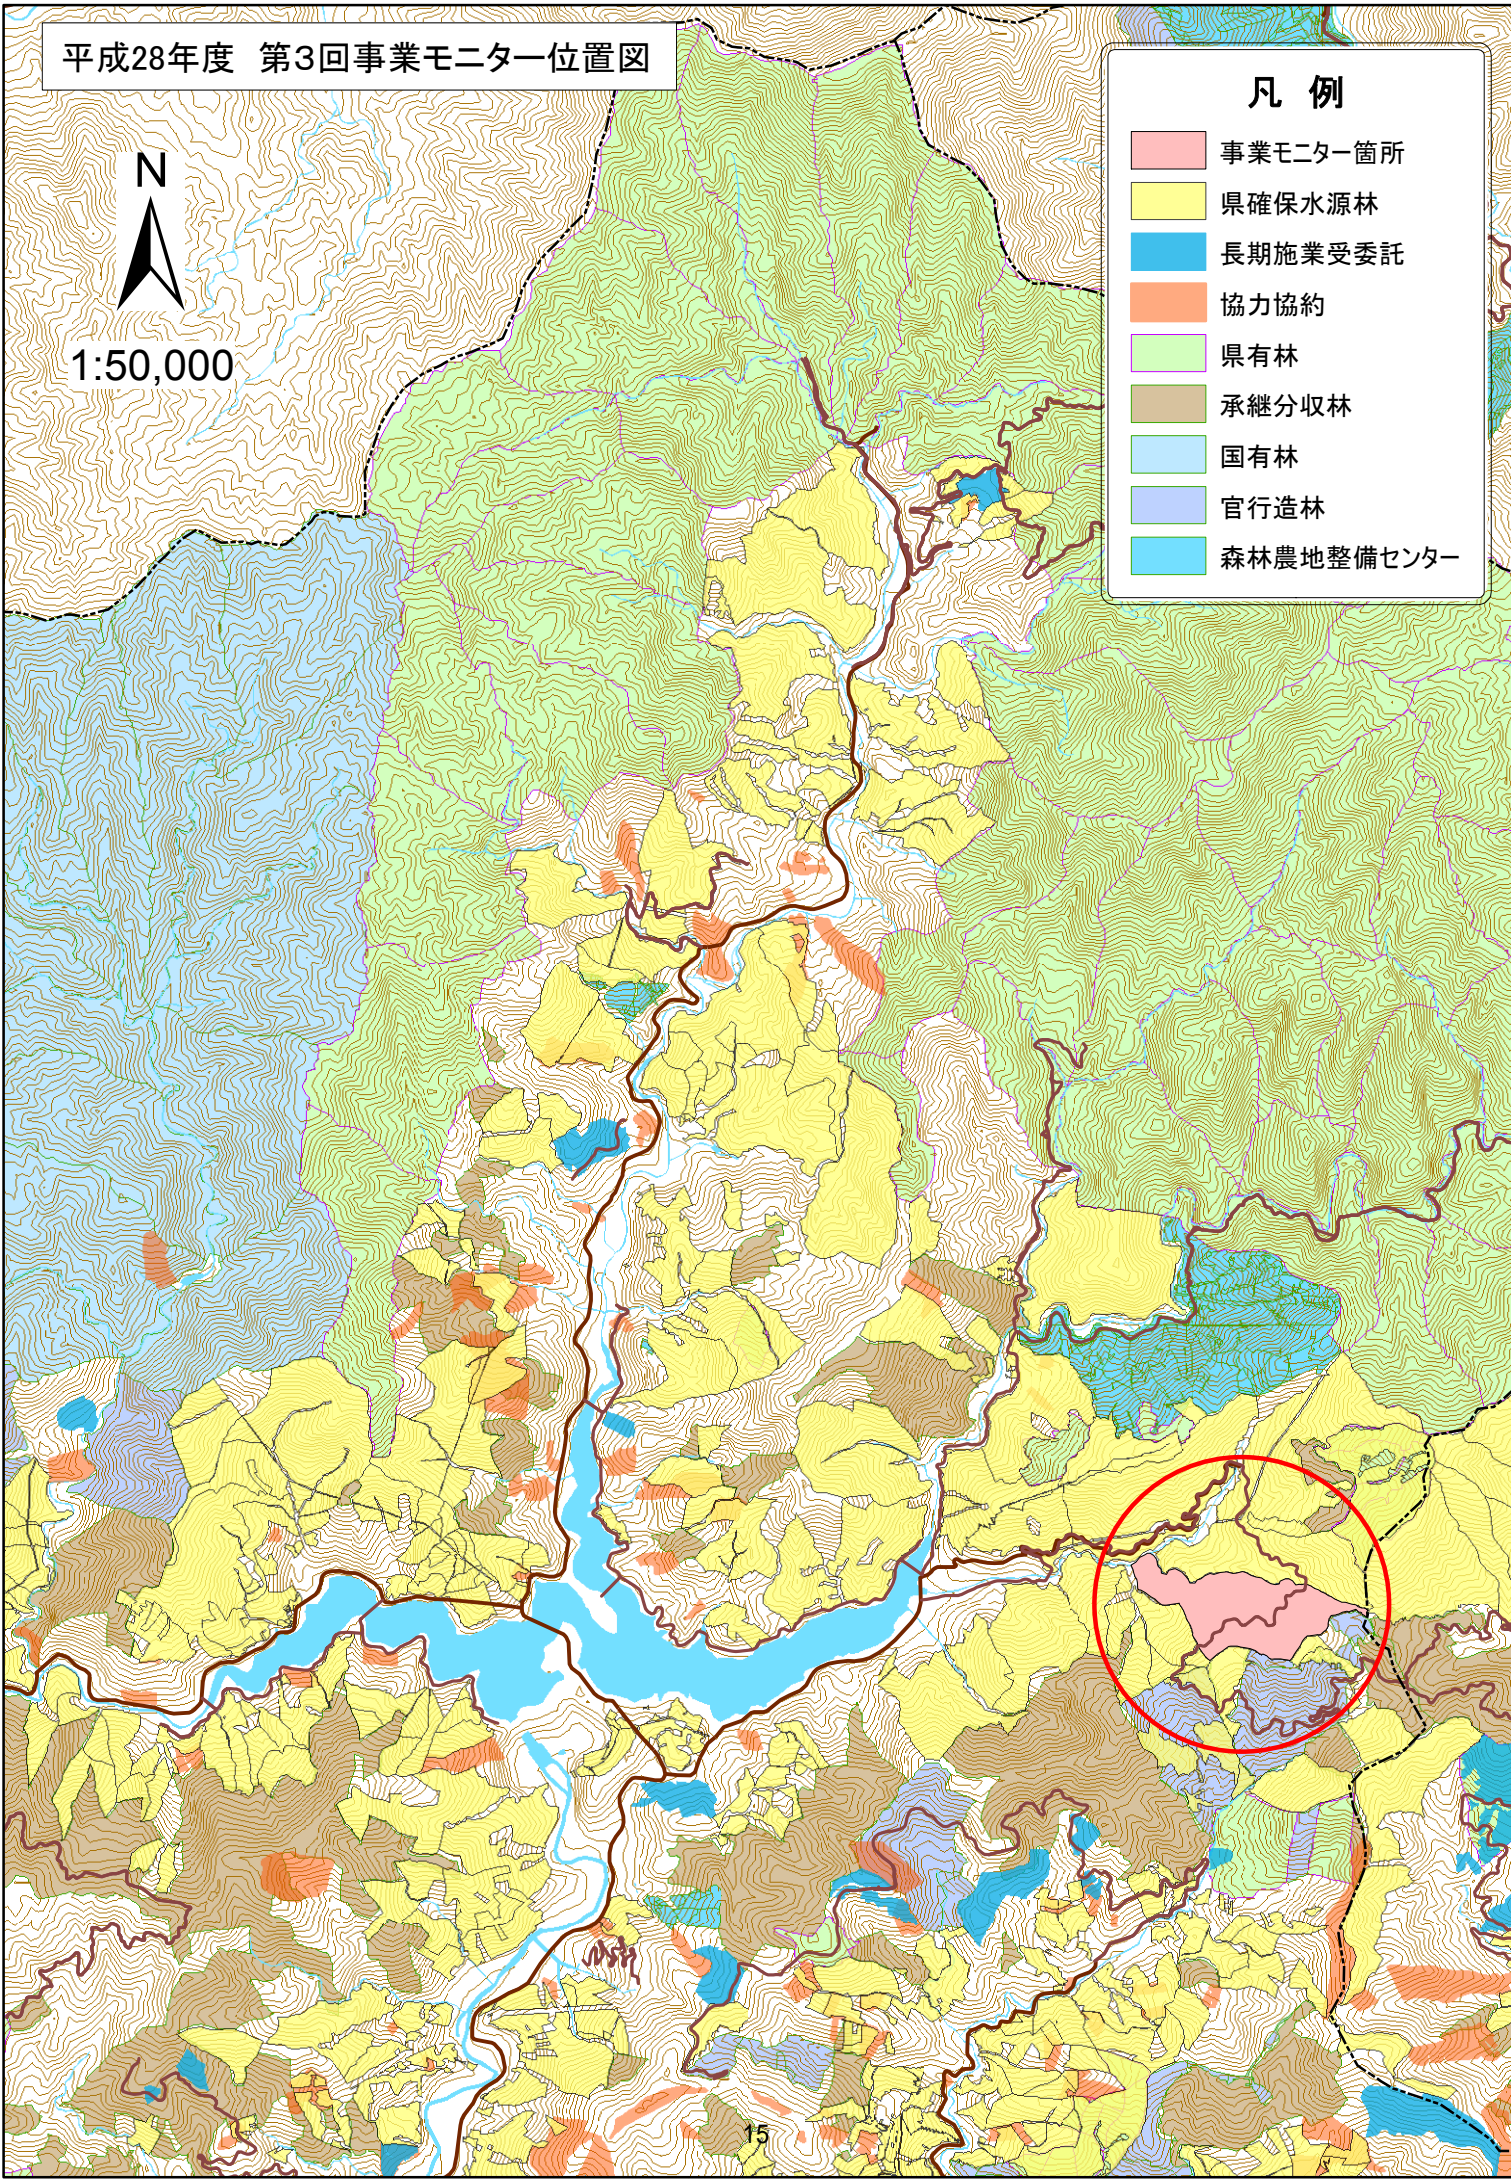 平成28年度 第3回事業モニター位置図
N
1:50,000
凡 例
事業モニター箇所
県確保水源林
長期施業受委託
協力協約
県有林
承継分収林
国有林
官行造林
森林農地整備センター
15